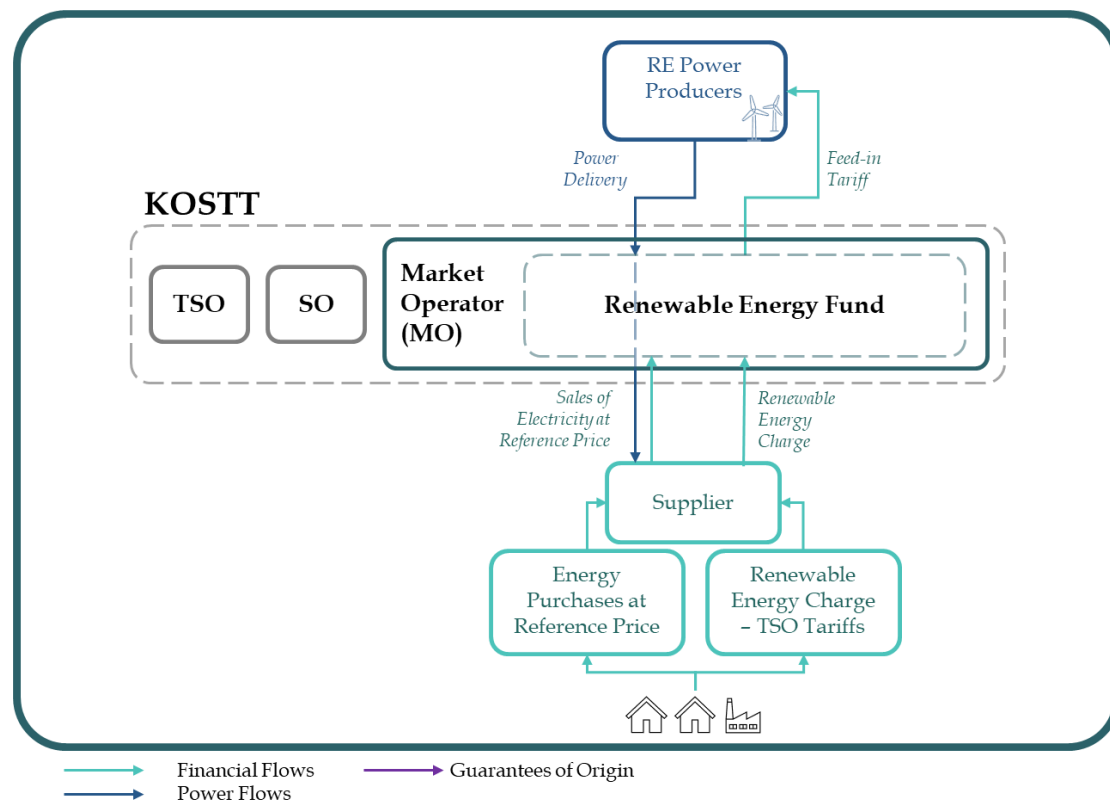 RE Power
Producers
Power
Delivery
Feed-in
Tariff
KOSTT
TSO
SO
Market
Operator
(MO)
Renewable Energy Fund
Sales of
Electricity at
Reference Price
Renewable
Energy
Charge
Supplier
Energy
Purchases at
Reference Price
Renewable
Energy Charge
– TSO Tariffs
Financial Flows
Guarantees of Origin
Power Flows